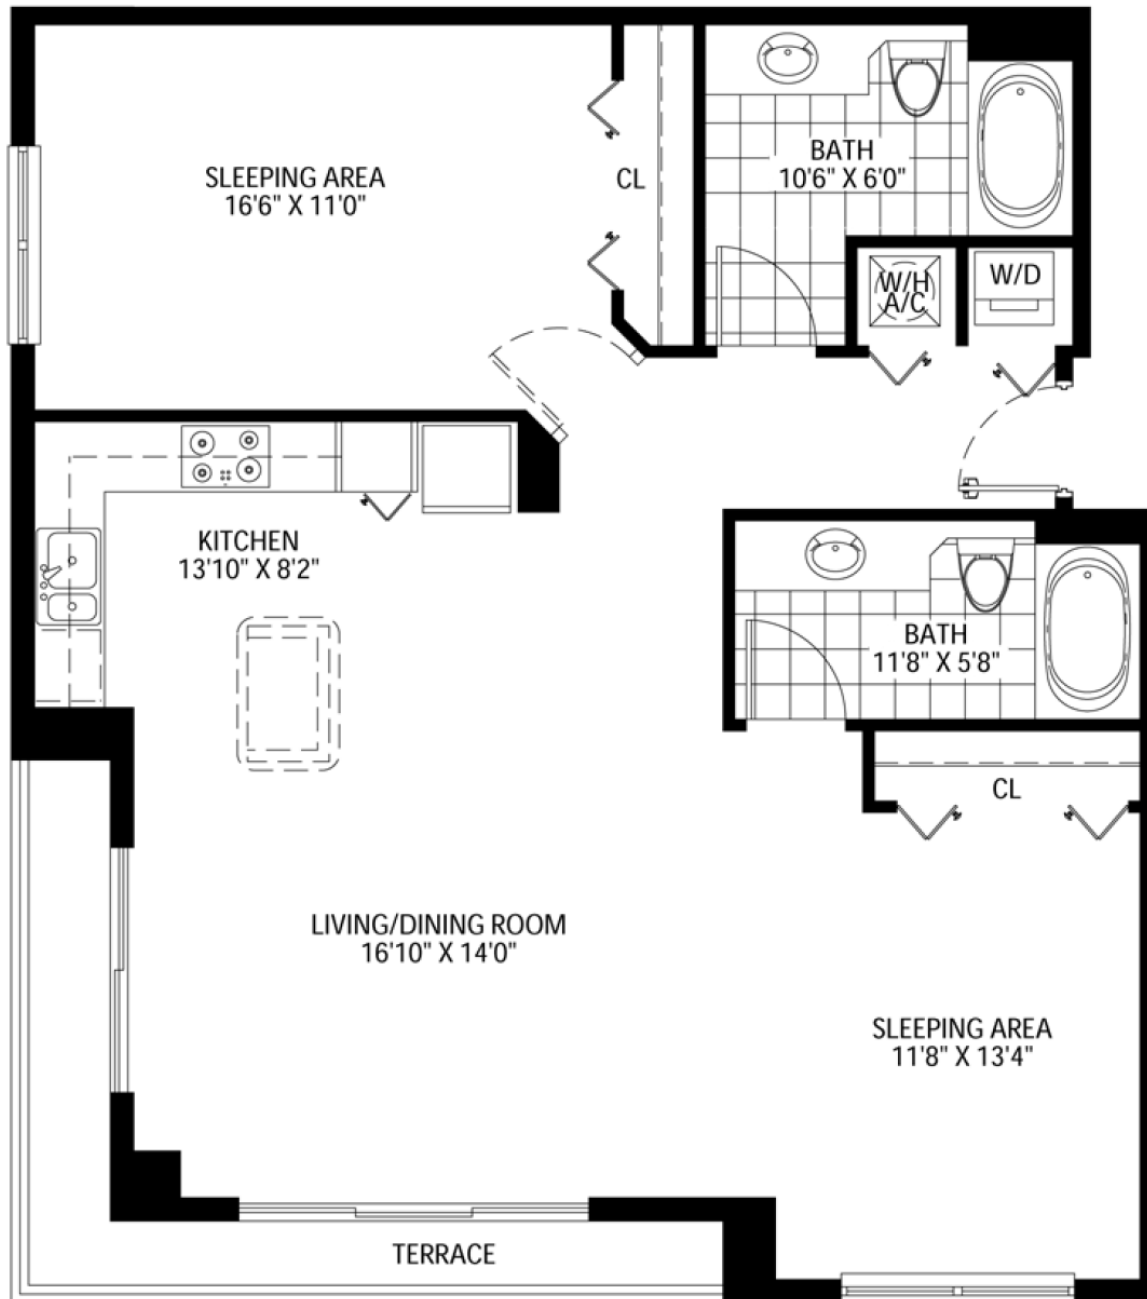 SLEEPING AREA
16'6" X 11'0"
CL
BATH
10'6" X 6'0"
W/H
A/C
W/D
KITCHEN
13'10" X 8'2"
BATH
11'8" X 5'8"
CL
LIVING/DINING ROOM
16'10" X 14'0"
SLEEPING AREA
11'8" X 13'4"
TERRACE